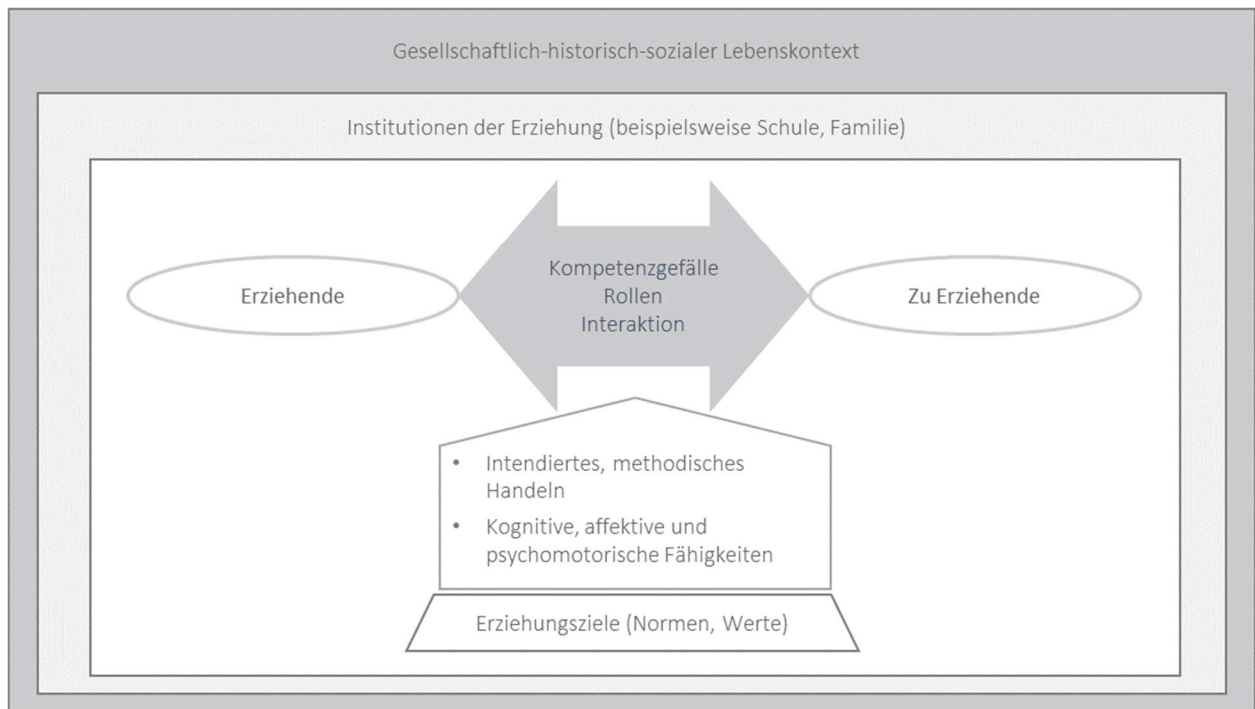 Gesellschaftlich-historisch-sozialer Lebenskontext
Institutionen der Erziehung (beispielsweise Schule, Familie)
Erziehende
Kompetenzgefälle
Rollen
Interaktion
Zu Erziehende
• Intendiertes, methodisches
Handeln
• Kognitive, affektive und
psychomotorische Fähigkeiten
Erziehungsziele (Normen, Werte)